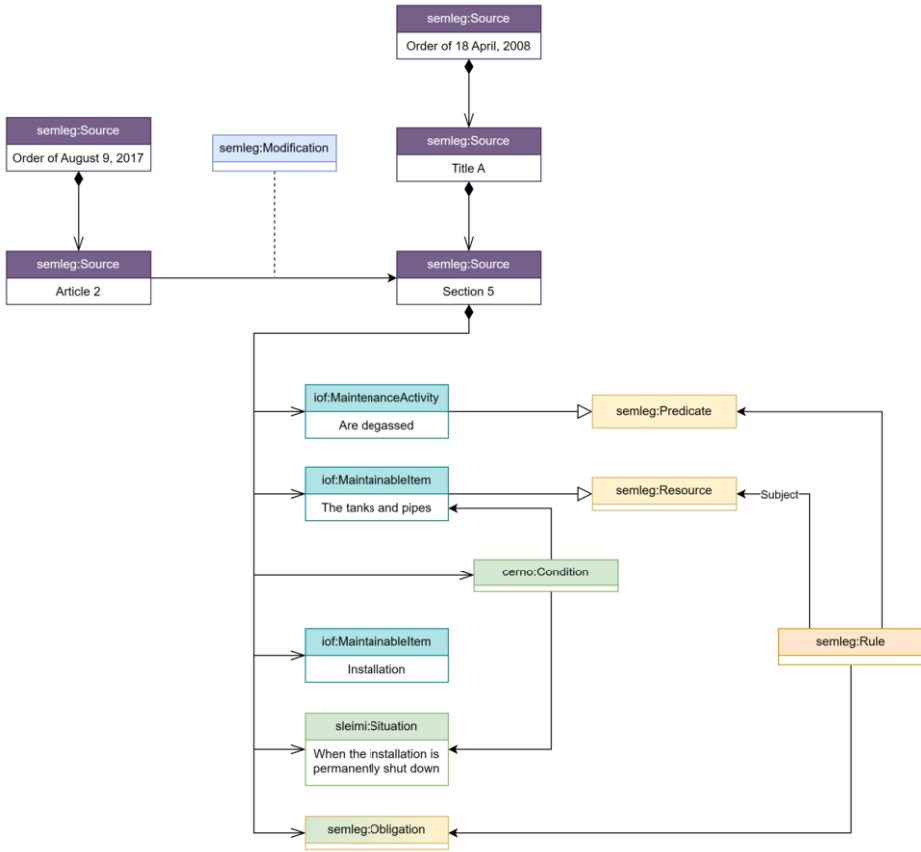 semleg:Source
Order of 18 April, 2008
semleg:Source
Order of August 9, 2017
semleg:Modification
semleg:Source
Title A
semleg:Source
Article 2
semleg:Source
Section 5
iof:MaintenanceActivity
Are degassed
semleg:Predicate
iof:MaintainableItem
The tanks and pipes
semleg:Resource
Subject
cerno:Condition
iof:MaintainableItem
Installation
semleg:Rule
sleimi:Situation
When the installation is
permanently shut down
semleg:Obligation